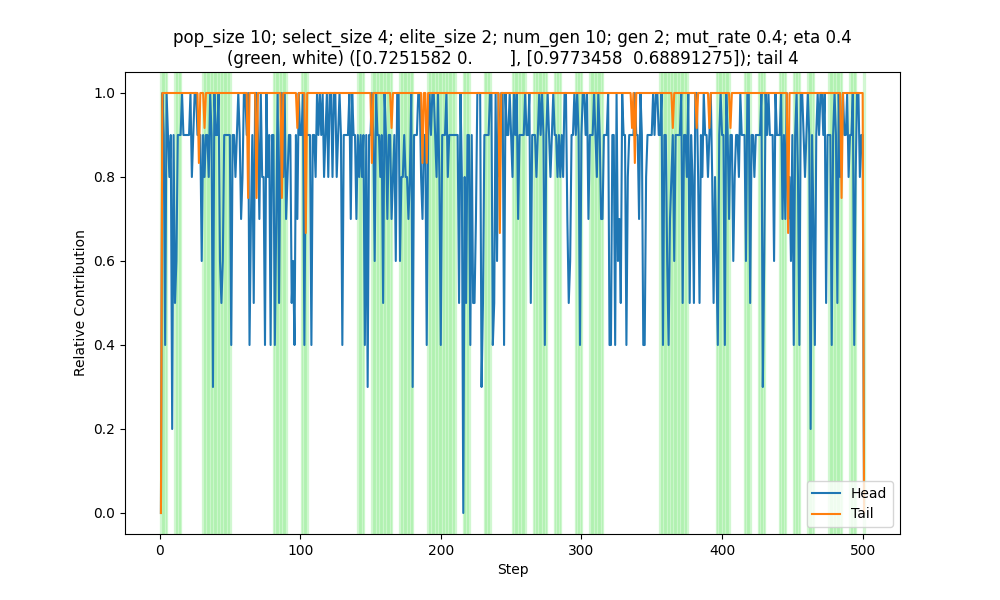 pop_size 10; select_size 4; elite_size 2; num_gen 10; gen 2; mut_rate 0.4; eta 0.4
(green, white) ([0.7251582 0.       ], [0.9773458  0.68891275]); tail 4
1.0
0.8
0.6
0.4
0.2
0.0
Relative Contribution
0 100 200 300 400 500
Step
Head
Tail